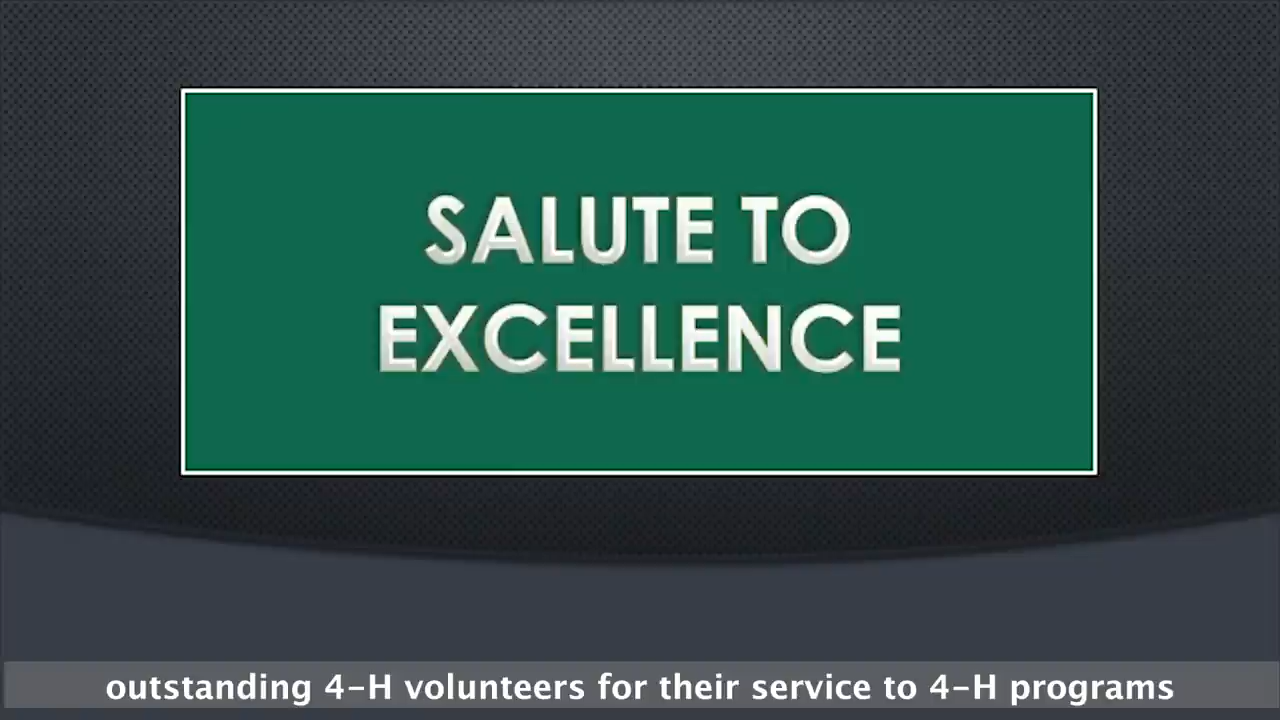 SALUTE TO
EXCELLENCE
outstanding 4-H volunteers for their service to 4-H programs